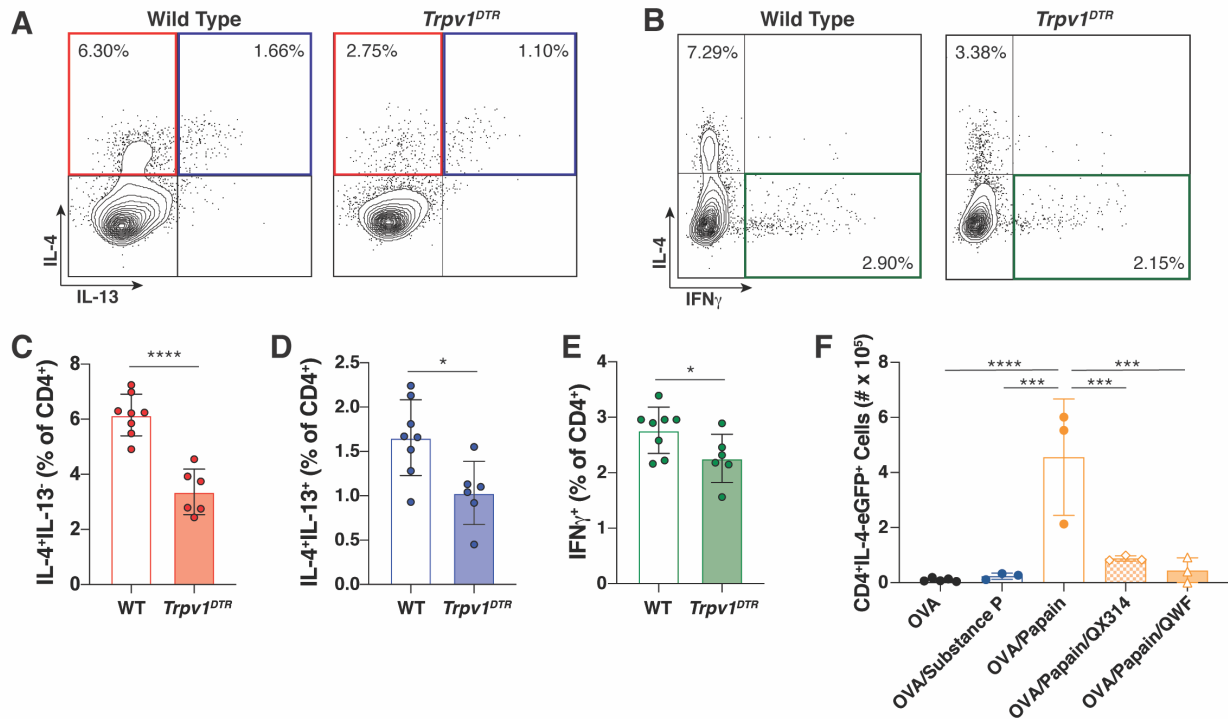 A
Wild Type
Trpv1ᴰᵀᴿ
6.30%
1.66%
2.75%
1.10%
IL-4
IL-13
B
Wild Type
Trpv1ᴰᵀᴿ
7.29%
3.38%
2.90%
2.15%
IL-4
IFNγ
C
IL-4⁺IL-13⁻ (% of CD4⁺)
8
6
4
2
0
****
WT
Trpv1ᴰᵀᴿ
D
IL-4⁺IL-13⁺ (% of CD4⁺)
2.5
2.0
1.5
1.0
0.5
0.0
*
WT
Trpv1ᴰᵀᴿ
E
IFNγ⁺ (% of CD4⁺)
4
3
2
1
0
*
WT
Trpv1ᴰᵀᴿ
F
CD4⁺IL-4-eGFP⁺ Cells (# x 10⁵)
8
6
4
2
0
****
***
***
***
OVA
OVA/Substance P
OVA/Papain
OVA/Papain/QX314
OVA/Papain/QWF